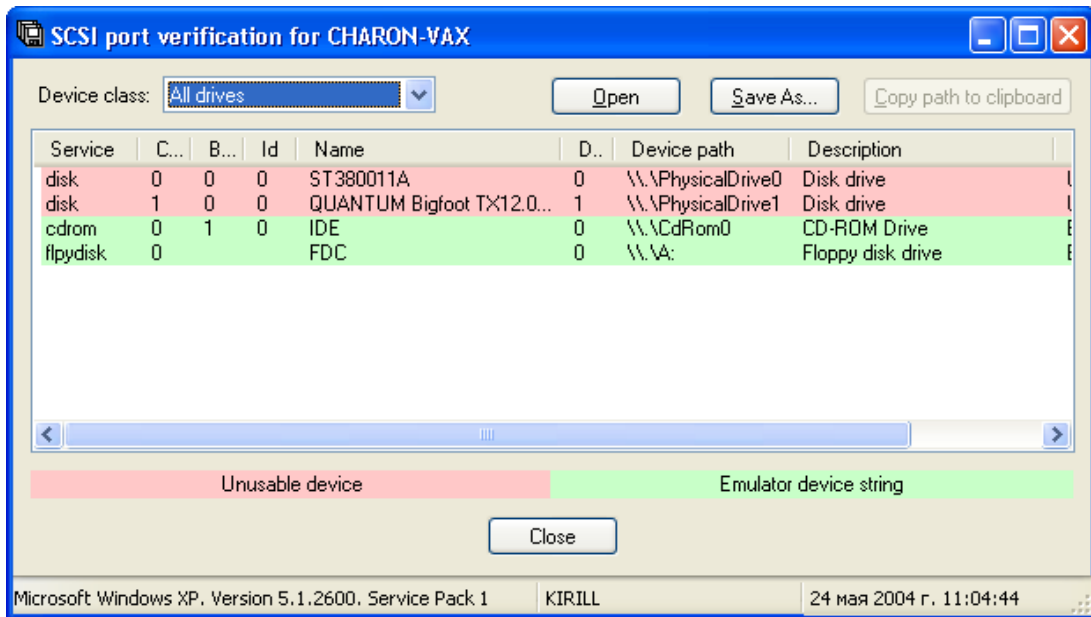 SCSI port verification for CHARON-VAX
Device class: All drives Open Save As... Copy path to clipboard
Service C... B... Id Name D.. Device path Description
disk 0 0 0 ST380011A 0 \\.\PhysicalDrive0 Disk drive
disk 1 0 0 QUANTUM Bigfoot TX12.0... 1 \\.\PhysicalDrive1 Disk drive
cdrom 0 1 0 IDE 0 \\.\CdRom0 CD-ROM Drive
flpydisk 0 FDC 0 \\.\A: Floppy disk drive
Unusable device Emulator device string
Close
Microsoft Windows XP. Version 5.1.2600. Service Pack 1 KIRILL 24 мая 2004 г. 11:04:44